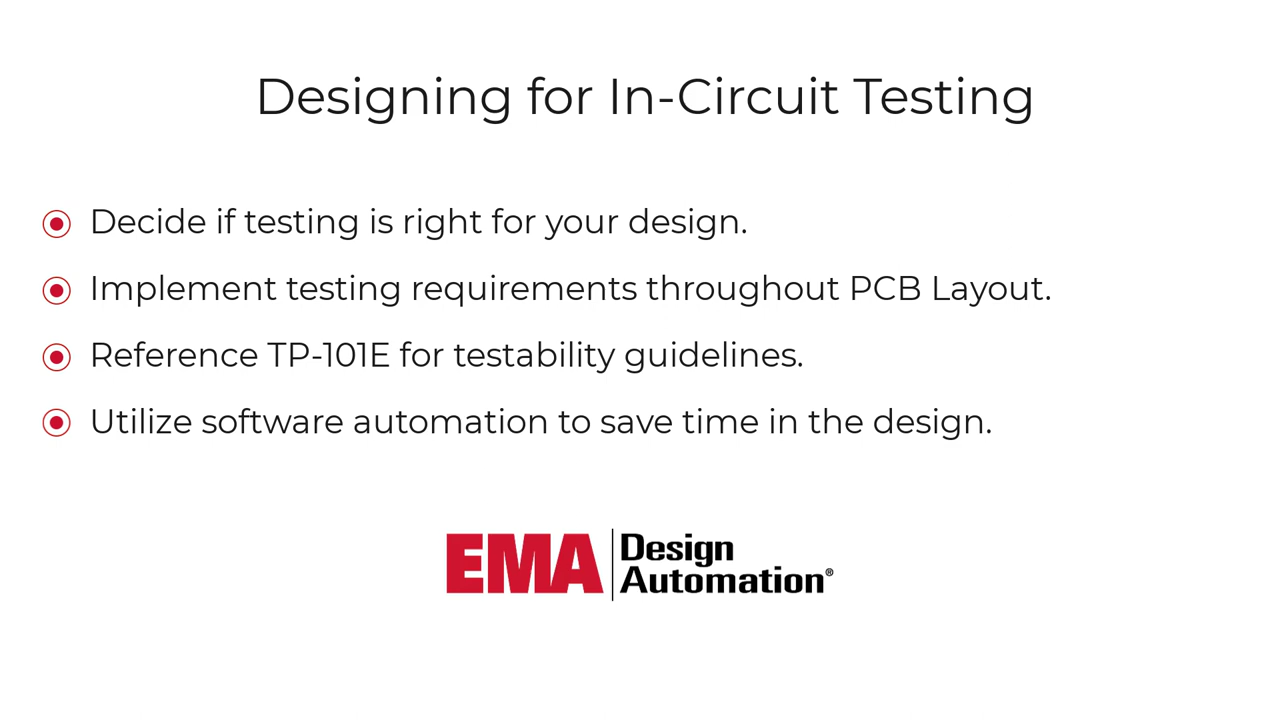 Designing for In-Circuit Testing
Decide if testing is right for your design.
Implement testing requirements throughout PCB Layout.
Reference TP-101E for testability guidelines.
Utilize software automation to save time in the design.
EMA Design
Automation®